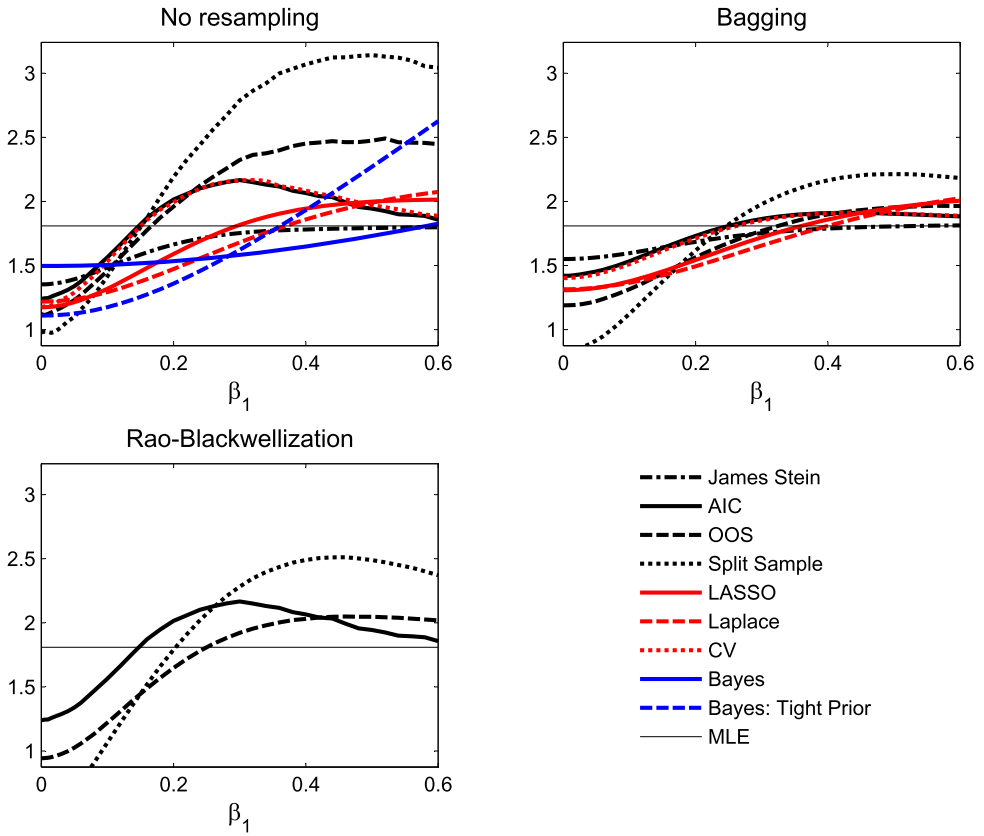 No resampling
3
2.5
2
1.5
1
0 0.2 0.4 0.6
β1
Bagging
3
2.5
2
1.5
1
0 0.2 0.4 0.6
β1
Rao-Blackwellization
3
2.5
2
1.5
1
0 0.2 0.4 0.6
β1
James Stein
AIC
OOS
Split Sample
LASSO
Laplace
CV
Bayes
Bayes: Tight Prior
MLE